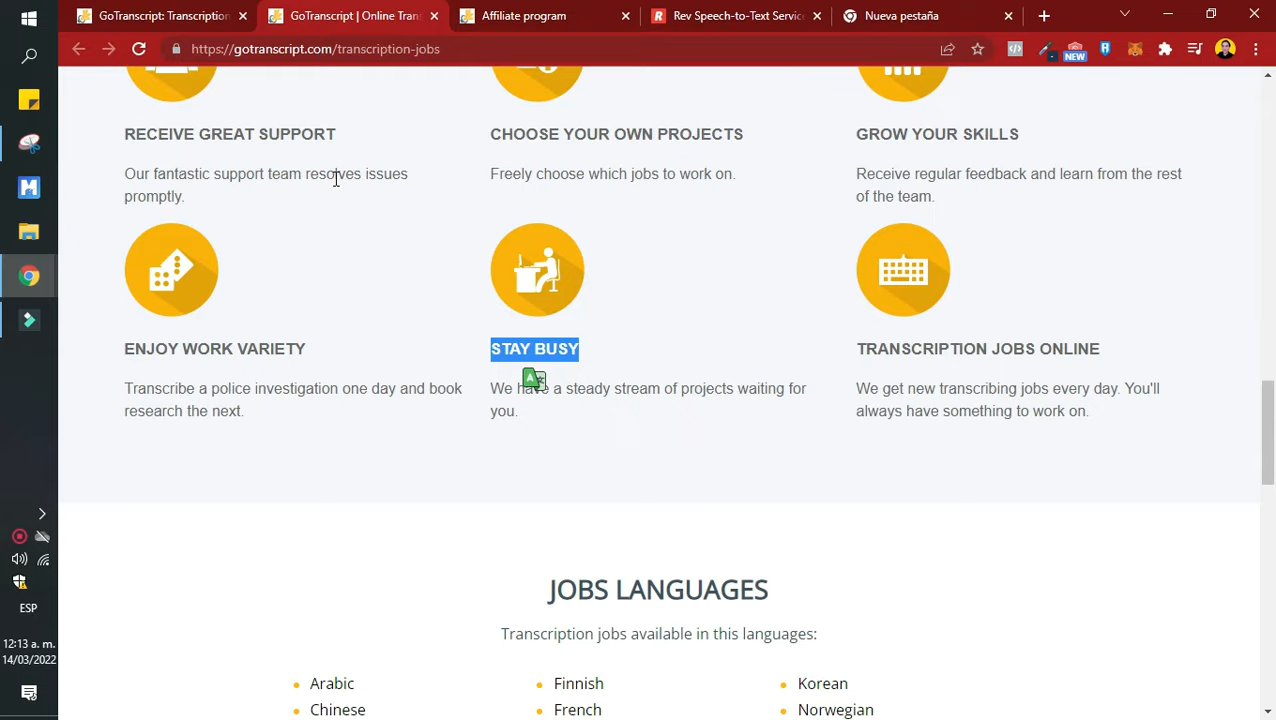 GoTranscript: Transcription
GoTranscript | Online Tran
Affiliate program
Rev Speech-to-Text Service
Nueva pestaña
https://gotranscript.com/transcription-jobs
NEW
RECEIVE GREAT SUPPORT
CHOOSE YOUR OWN PROJECTS
GROW YOUR SKILLS
Our fantastic support team resolves issues
promptly.
Freely choose which jobs to work on.
Receive regular feedback and learn from the rest
of the team.
ENJOY WORK VARIETY
STAY BUSY
TRANSCRIPTION JOBS ONLINE
Transcribe a police investigation one day and book
research the next.
We have a steady stream of projects waiting for
you.
We get new transcribing jobs every day. You'll
always have something to work on.
JOBS LANGUAGES
Transcription jobs available in this languages:
Arabic
Finnish
Korean
Chinese
French
Norwegian
ESP
12:13 a. m.
14/03/2022